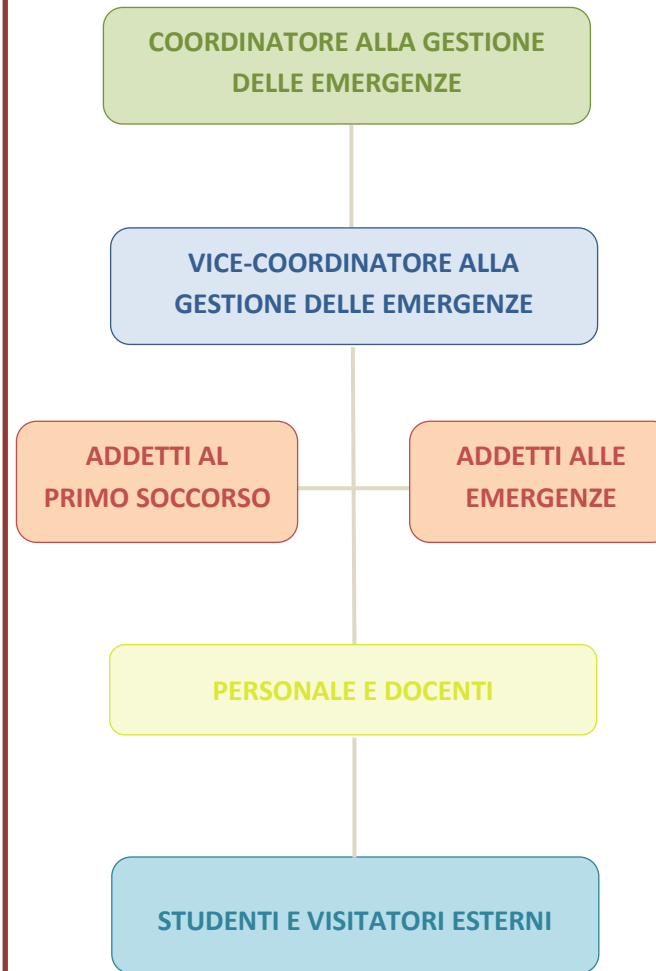 COORDINATORE ALLA GESTIONE
DELLE EMERGENZE
VICE-COORDINATORE ALLA
GESTIONE DELLE EMERGENZE
ADDETTI AL
PRIMO SOCCORSO
ADDETTI ALLE
EMERGENZE
PERSONALE E DOCENTI
STUDENTI E VISITATORI ESTERNI